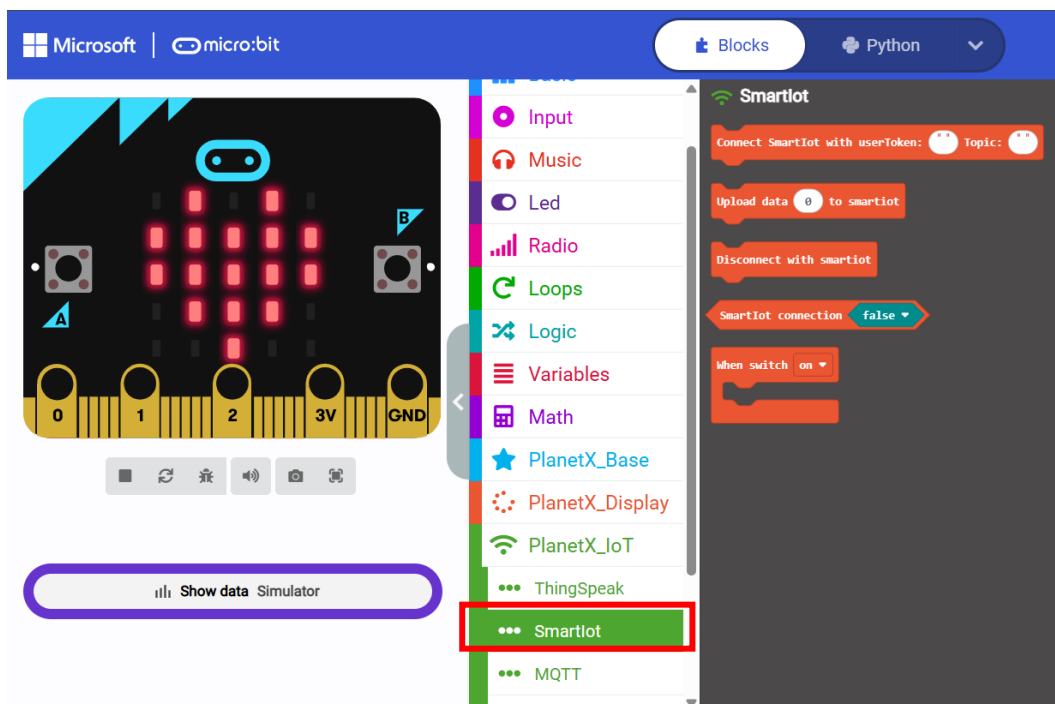 Microsoft
micro:bit
Blocks
Python
B
A
0
1
2
3V
GND
Show data Simulator
Basic
Input
Music
Led
Radio
Loops
Logic
Variables
Math
PlanetX_Base
PlanetX_Display
PlanetX_IoT
ThingSpeak
SmartIot
MQTT
SmartIot
Connect SmartIot with userToken: " " Topic: " "
Upload data 0 to smartiot
Disconnect with smartiot
SmartIot connection false
When switch on